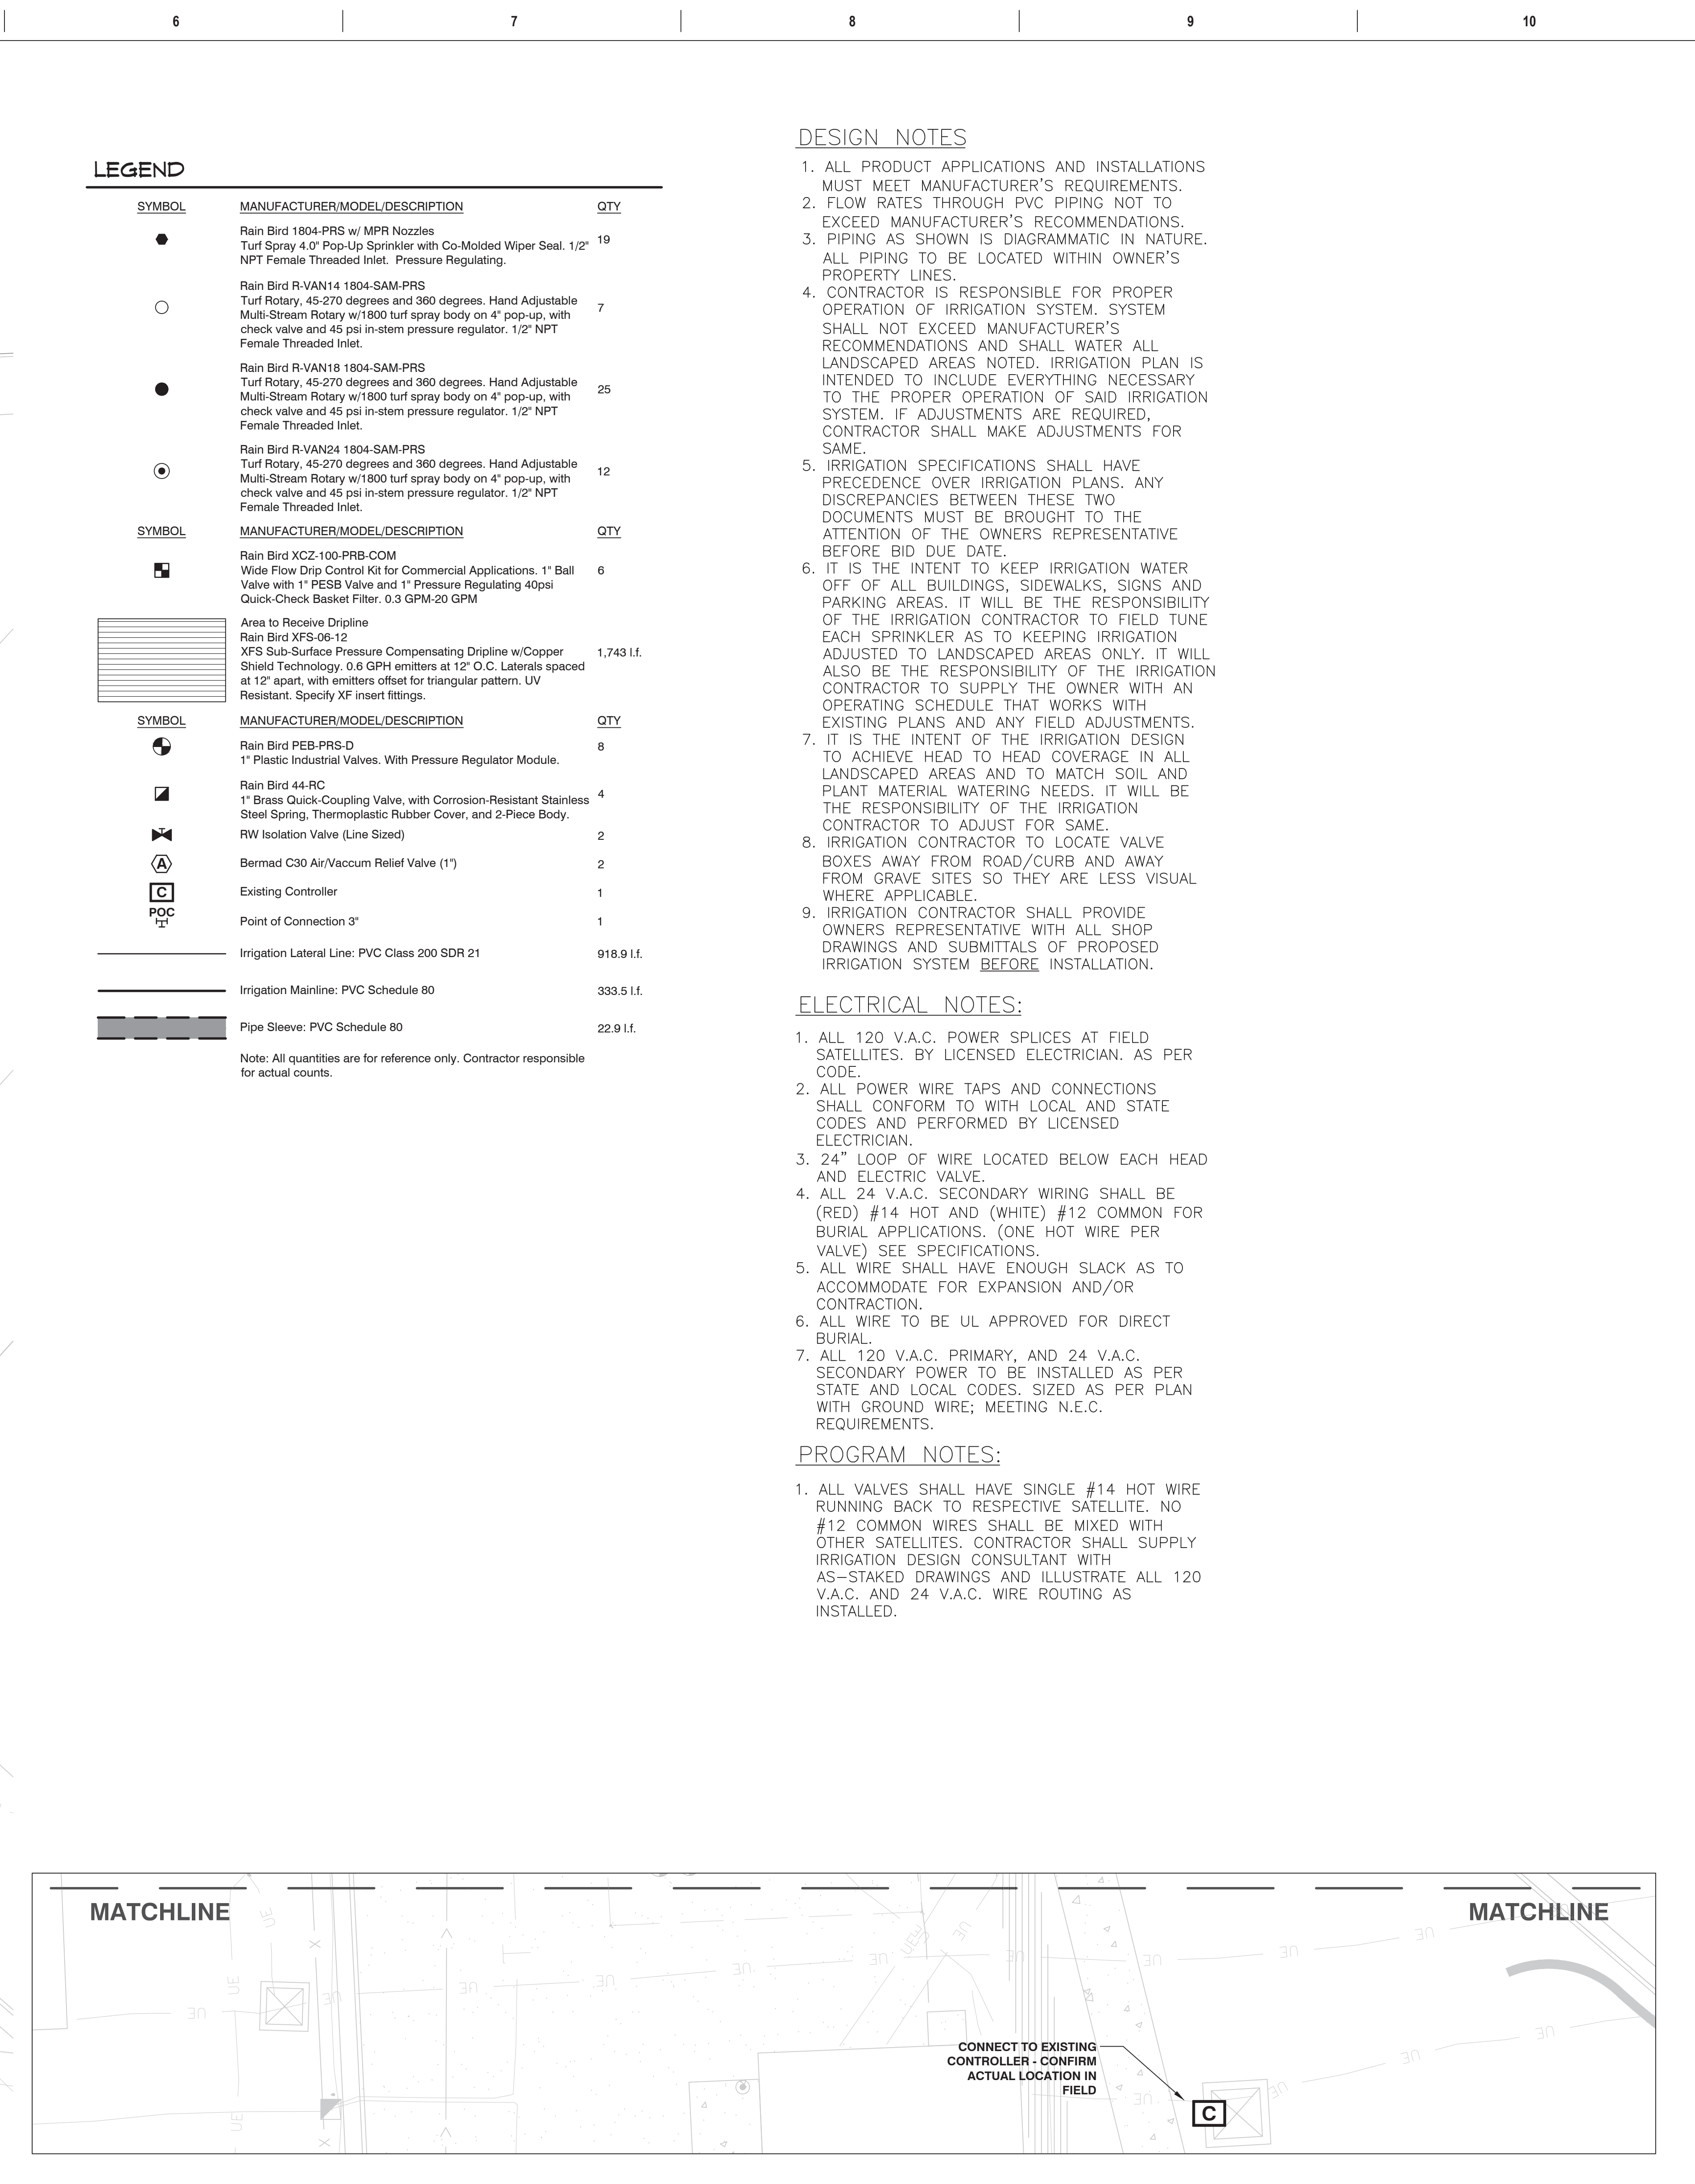 6 7 8 9 10
LEGEND
SYMBOL MANUFACTURER/MODEL/DESCRIPTION QTY
Rain Bird 1804-PRS w/ MPR Nozzles
Turf Spray 4.0" Pop-Up Sprinkler with Co-Molded Wiper Seal. 1/2" 19
NPT Female Threaded Inlet. Pressure Regulating.
Rain Bird R-VAN14 1804-SAM-PRS
Turf Rotary, 45-270 degrees and 360 degrees. Hand Adjustable
Multi-Stream Rotary w/1800 turf spray body on 4" pop-up, with 7
check valve and 45 psi in-stem pressure regulator. 1/2" NPT
Female Threaded Inlet.
Rain Bird R-VAN18 1804-SAM-PRS
Turf Rotary, 45-270 degrees and 360 degrees. Hand Adjustable
Multi-Stream Rotary w/1800 turf spray body on 4" pop-up, with 25
check valve and 45 psi in-stem pressure regulator. 1/2" NPT
Female Threaded Inlet.
Rain Bird R-VAN24 1804-SAM-PRS
Turf Rotary, 45-270 degrees and 360 degrees. Hand Adjustable
Multi-Stream Rotary w/1800 turf spray body on 4" pop-up, with 12
check valve and 45 psi in-stem pressure regulator. 1/2" NPT
Female Threaded Inlet.
SYMBOL MANUFACTURER/MODEL/DESCRIPTION QTY
Rain Bird XCZ-100-PRB-COM
Wide Flow Drip Control Kit for Commercial Applications. 1" Ball 6
Valve with 1" PESB Valve and 1" Pressure Regulating 40psi
Quick-Check Basket Filter. 0.3 GPM-20 GPM
Area to Receive Dripline
Rain Bird XFS-06-12
XFS Sub-Surface Pressure Compensating Dripline w/Copper 1,743 l.f.
Shield Technology. 0.6 GPH emitters at 12" O.C. Laterals spaced
at 12" apart, with emitters offset for triangular pattern. UV
Resistant. Specify XF insert fittings.
SYMBOL MANUFACTURER/MODEL/DESCRIPTION QTY
Rain Bird PEB-PRS-D 8
1" Plastic Industrial Valves. With Pressure Regulator Module.
Rain Bird 44-RC
1" Brass Quick-Coupling Valve, with Corrosion-Resistant Stainless 4
Steel Spring, Thermoplastic Rubber Cover, and 2-Piece Body.
RW Isolation Valve (Line Sized) 2
A Bermad C30 Air/Vaccum Relief Valve (1") 2
C Existing Controller 1
POC Point of Connection 3" 1
Irrigation Lateral Line: PVC Class 200 SDR 21 918.9 l.f.
Irrigation Mainline: PVC Schedule 80 333.5 l.f.
Pipe Sleeve: PVC Schedule 80 22.9 l.f.
Note: All quantities are for reference only. Contractor responsible
for actual counts.
DESIGN NOTES
1. ALL PRODUCT APPLICATIONS AND INSTALLATIONS
MUST MEET MANUFACTURER'S REQUIREMENTS.
2. FLOW RATES THROUGH PVC PIPING NOT TO
EXCEED MANUFACTURER'S RECOMMENDATIONS.
3. PIPING AS SHOWN IS DIAGRAMMATIC IN NATURE.
ALL PIPING TO BE LOCATED WITHIN OWNER'S
PROPERTY LINES.
4. CONTRACTOR IS RESPONSIBLE FOR PROPER
OPERATION OF IRRIGATION SYSTEM. SYSTEM
SHALL NOT EXCEED MANUFACTURER'S
RECOMMENDATIONS AND SHALL WATER ALL
LANDSCAPED AREAS NOTED. IRRIGATION PLAN IS
INTENDED TO INCLUDE EVERYTHING NECESSARY
TO THE PROPER OPERATION OF SAID IRRIGATION
SYSTEM. IF ADJUSTMENTS ARE REQUIRED,
CONTRACTOR SHALL MAKE ADJUSTMENTS FOR
SAME.
5. IRRIGATION SPECIFICATIONS SHALL HAVE
PRECEDENCE OVER IRRIGATION PLANS. ANY
DISCREPANCIES BETWEEN THESE TWO
DOCUMENTS MUST BE BROUGHT TO THE
ATTENTION OF THE OWNERS REPRESENTATIVE
BEFORE BID DUE DATE.
6. IT IS THE INTENT TO KEEP IRRIGATION WATER
OFF OF ALL BUILDINGS, SIDEWALKS, SIGNS AND
PARKING AREAS. IT WILL BE THE RESPONSIBILITY
OF THE IRRIGATION CONTRACTOR TO FIELD TUNE
EACH SPRINKLER AS TO KEEPING IRRIGATION
ADJUSTED TO LANDSCAPED AREAS ONLY. IT WILL
ALSO BE THE RESPONSIBILITY OF THE IRRIGATION
CONTRACTOR TO SUPPLY THE OWNER WITH AN
OPERATING SCHEDULE THAT WORKS WITH
EXISTING PLANS AND ANY FIELD ADJUSTMENTS.
7. IT IS THE INTENT OF THE IRRIGATION DESIGN
TO ACHIEVE HEAD TO HEAD COVERAGE IN ALL
LANDSCAPED AREAS AND TO MATCH SOIL AND
PLANT MATERIAL WATERING NEEDS. IT WILL BE
THE RESPONSIBILITY OF THE IRRIGATION
CONTRACTOR TO ADJUST FOR SAME.
8. IRRIGATION CONTRACTOR TO LOCATE VALVE
BOXES AWAY FROM ROAD/CURB AND AWAY
FROM GRAVE SITES SO THEY ARE LESS VISUAL
WHERE APPLICABLE.
9. IRRIGATION CONTRACTOR SHALL PROVIDE
OWNERS REPRESENTATIVE WITH ALL SHOP
DRAWINGS AND SUBMITTALS OF PROPOSED
IRRIGATION SYSTEM BEFORE INSTALLATION.
ELECTRICAL NOTES:
1. ALL 120 V.A.C. POWER SPLICES AT FIELD
SATELLITES. BY LICENSED ELECTRICIAN. AS PER
CODE.
2. ALL POWER WIRE TAPS AND CONNECTIONS
SHALL CONFORM TO WITH LOCAL AND STATE
CODES AND PERFORMED BY LICENSED
ELECTRICIAN.
3. 24” LOOP OF WIRE LOCATED BELOW EACH HEAD
AND ELECTRIC VALVE.
4. ALL 24 V.A.C. SECONDARY WIRING SHALL BE
(RED) #14 HOT AND (WHITE) #12 COMMON FOR
BURIAL APPLICATIONS. (ONE HOT WIRE PER
VALVE) SEE SPECIFICATIONS.
5. ALL WIRE SHALL HAVE ENOUGH SLACK AS TO
ACCOMMODATE FOR EXPANSION AND/OR
CONTRACTION.
6. ALL WIRE TO BE UL APPROVED FOR DIRECT
BURIAL.
7. ALL 120 V.A.C. PRIMARY, AND 24 V.A.C.
SECONDARY POWER TO BE INSTALLED AS PER
STATE AND LOCAL CODES. SIZED AS PER PLAN
WITH GROUND WIRE; MEETING N.E.C.
REQUIREMENTS.
PROGRAM NOTES:
1. ALL VALVES SHALL HAVE SINGLE #14 HOT WIRE
RUNNING BACK TO RESPECTIVE SATELLITE. NO
#12 COMMON WIRES SHALL BE MIXED WITH
OTHER SATELLITES. CONTRACTOR SHALL SUPPLY
IRRIGATION DESIGN CONSULTANT WITH
AS-STAKED DRAWINGS AND ILLUSTRATE ALL 120
V.A.C. AND 24 V.A.C. WIRE ROUTING AS
INSTALLED.
MATCHLINE MATCHLINE
UE UE UE UE UE UE UE
UE UE UE UE UE UE UE
CONNECT TO EXISTING
CONTROLLER - CONFIRM
ACTUAL LOCATION IN
FIELD
C
UE UE UE UE UE